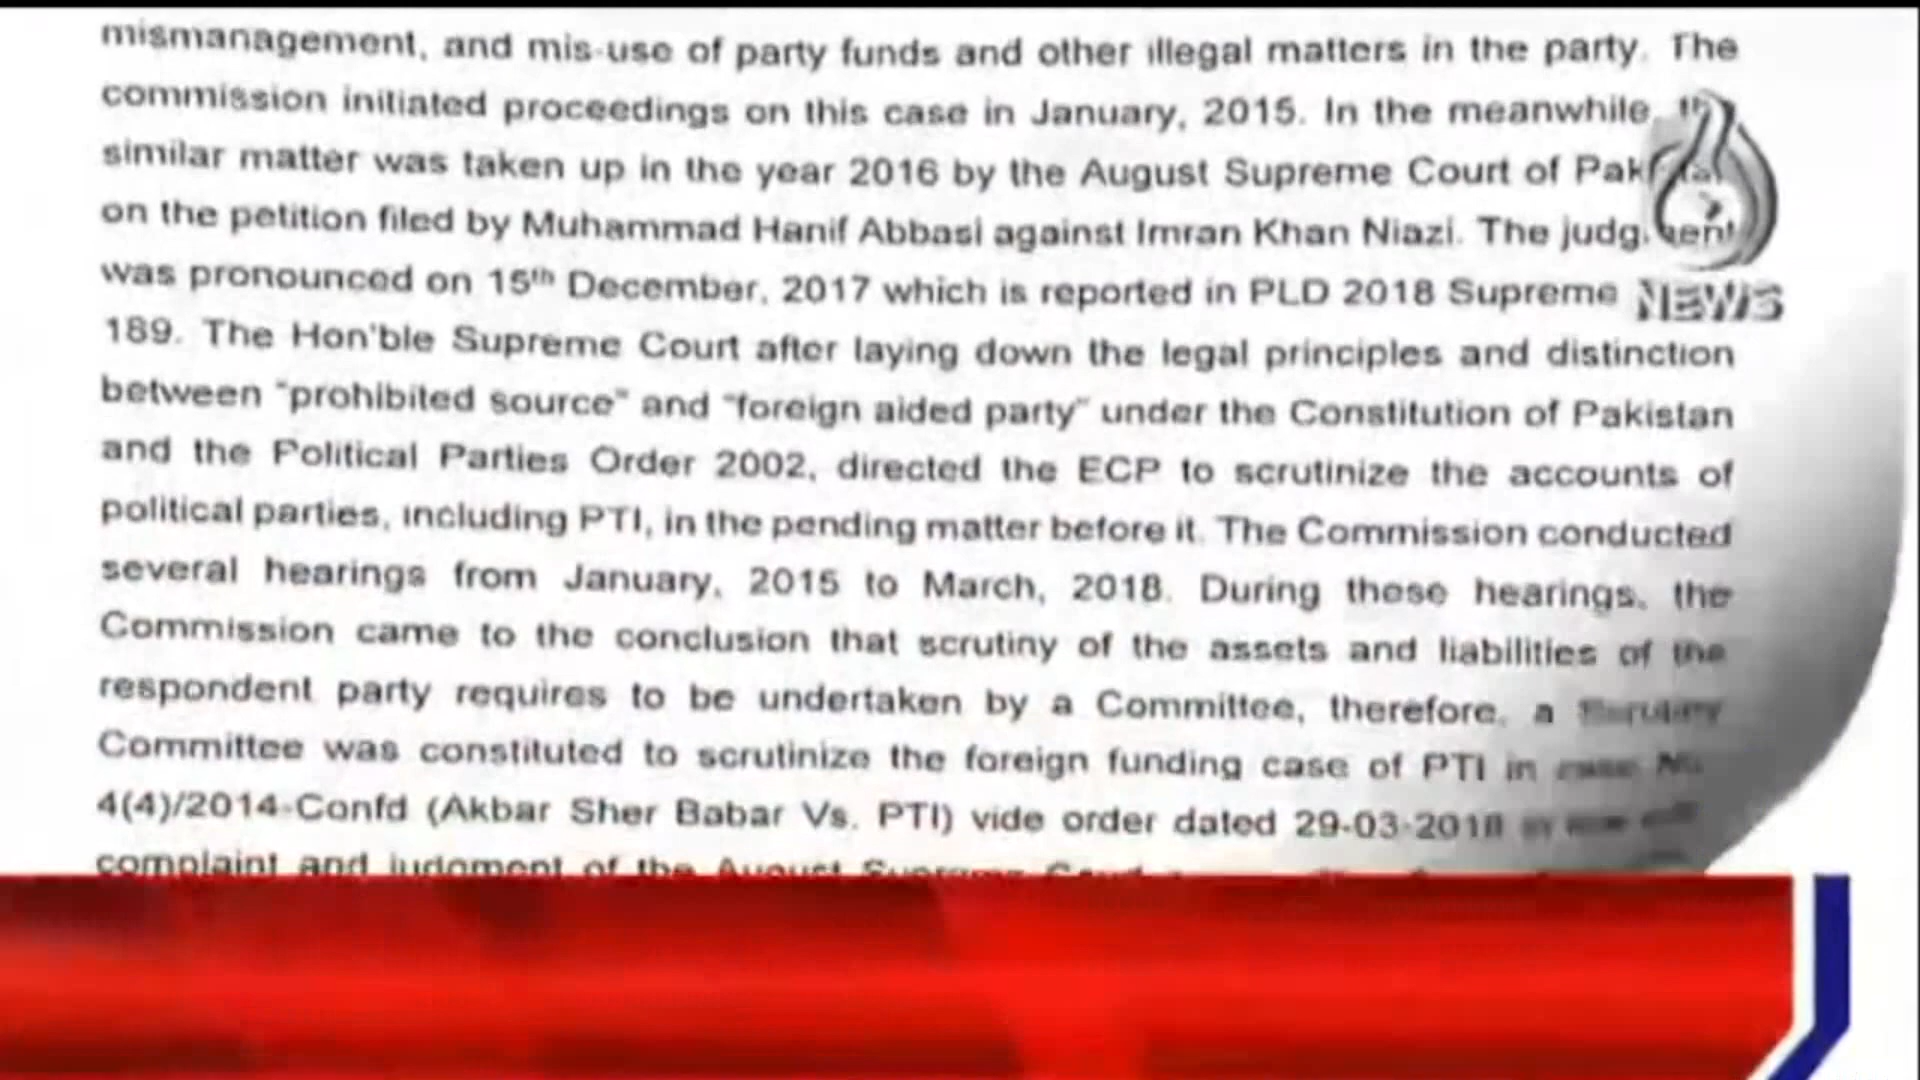 mismanagement, and mis-use of party funds and other illegal matters in the party. The
commission initiated proceedings on this case in January, 2015. In the meanwhile,
similar matter was taken up in the year 2016 by the August Supreme Court of
on the petition filed by Muhammad Hanif Abbasi against Imran Khan Niazi. The
was pronounced on 15th December, 2017 which is reported in PLD 2018 Supreme
NEWS
189. The Hon'ble Supreme Court after laying down the legal principles and distinction
between "prohibited source" and "foreign aided party" under the Constitution of Pakistan
and the Political Parties Order 2002, directed the ECP to scrutinize the accounts of
political parties, including PTI, in the pending matter before it. The Commission conducted
several hearings from January, 2015 to March, 2018. During these hearings, the
Commission came to the conclusion that scrutiny of the assets and liabilities of the
respondent party requires to be undertaken by a Committee, therefore, a
Committee was constituted to scrutinize the foreign funding case of PTI in case
4(4)/2014-Confd (Akbar Sher Babar Vs. PTI) vide order dated 29-03-2018
complaint and judgment of the August Supreme